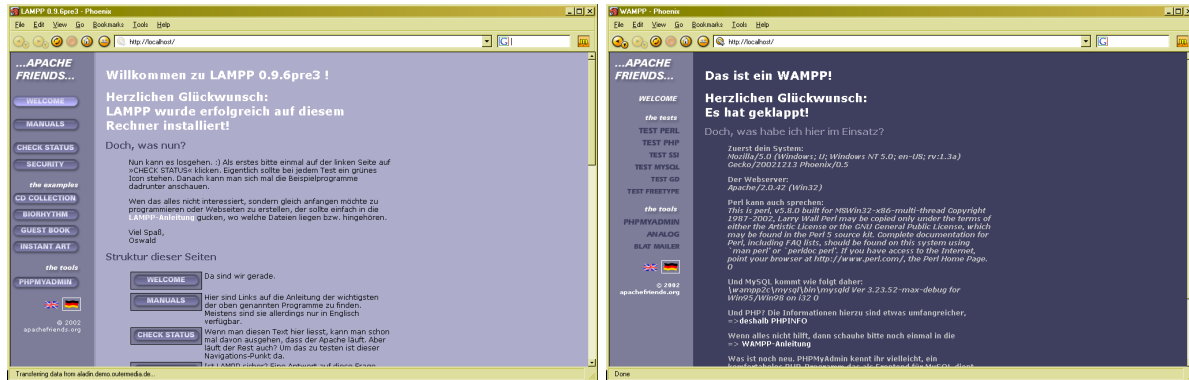 LAMPP 0.9.6pre3 - Phoenix
File Edit View Go Bookmarks Tools Help
http://localhost/
G
...APACHE
FRIENDS...
WELCOME
MANUALS
CHECK STATUS
SECURITY
the examples
CD COLLECTION
BIORHYTHM
GUEST BOOK
INSTANT ART
the tools
PHPMYADMIN
© 2002
apachefriends.org
Willkommen zu LAMPP 0.9.6pre3 !
Herzlichen Glückwunsch:
LAMPP wurde erfolgreich auf diesem
Rechner installiert!
Doch, was nun?
Nun kann es losgehen. :) Als erstes bitte einmal auf der linken Seite auf
»CHECK STATUS« klicken. Eigentlich sollte bei jedem Test ein grünes
Icon stehen. Danach kann man sich mal die Beispielprogramme
dadrunter anschauen.
Wen das alles nicht interessiert, sondern gleich anfangen möchte zu
programmieren oder Webseiten zu erstellen, der sollte einfach in die
LAMPP-Anleitung gucken, wo welche Dateien liegen bzw. hingehören.
Viel Spaß,
Oswald
Struktur dieser Seiten
WELCOME
Da sind wir gerade.
MANUALS
Hier sind Links auf die Anleitung der wichtigsten
der oben genannten Programme zu finden.
Meistens sind sie allerdings nur in Englisch
verfügbar.
CHECK STATUS
Wenn man diesen Text hier liesst, kann man schon
mal davon ausgehen, dass der Apache läuft. Aber
läuft der Rest auch? Um das zu testen ist dieser
Navigations-Punkt da.
Ist LAMPP sicher? Eine Antwort auf diese Frage
Transferring data from aladin.demo.outermedia.de...
WAMPP - Phoenix
File Edit View Go Bookmarks Tools Help
http://localhost/
G
...APACHE
FRIENDS...
WELCOME
the tests
TEST PERL
TEST PHP
TEST SSI
TEST MYSQL
TEST GD
TEST FREETYPE
the tools
PHPMYADMIN
ANALOG
BLAT MAILER
© 2002
apachefriends.org
Das ist ein WAMPP!
Herzlichen Glückwunsch:
Es hat geklappt!
Doch, was habe ich hier im Einsatz?
Zuerst dein System:
Mozilla/5.0 (Windows; U; Windows NT 5.0; en-US; rv:1.3a)
Gecko/20021213 Phoenix/0.5
Der Webserver:
Apache/2.0.42 (Win32)
Perl kann auch sprechen:
This is perl, v5.8.0 built for MSWin32-x86-multi-thread Copyright
1987-2002, Larry Wall Perl may be copied only under the terms of
either the Artistic License or the GNU General Public License, which
may be found in the Perl 5 source kit. Complete documentation for
Perl, including FAQ lists, should be found on this system using
`man perl' or `perldoc perl'. If you have access to the Internet,
point your browser at http://www.perl.com/, the Perl Home Page.
0
Und MySQL kommt wie folgt daher:
\wampp2c\mysql\bin\mysqld Ver 3.23.52-max-debug for
Win95/Win98 on i32 0
Und PHP? Die Informationen hierzu sind etwas umfangreicher,
=>deshalb PHPINFO
Wenn alles nicht hilft, dann schauhe bitte noch einmal in die
=> WAMPP-Anleitung
Was ist noch neu. PHPMyAdmin kennt ihr vielleicht, ein
komfortables PHP-Programm das als Frontend für MySQL dient
Done